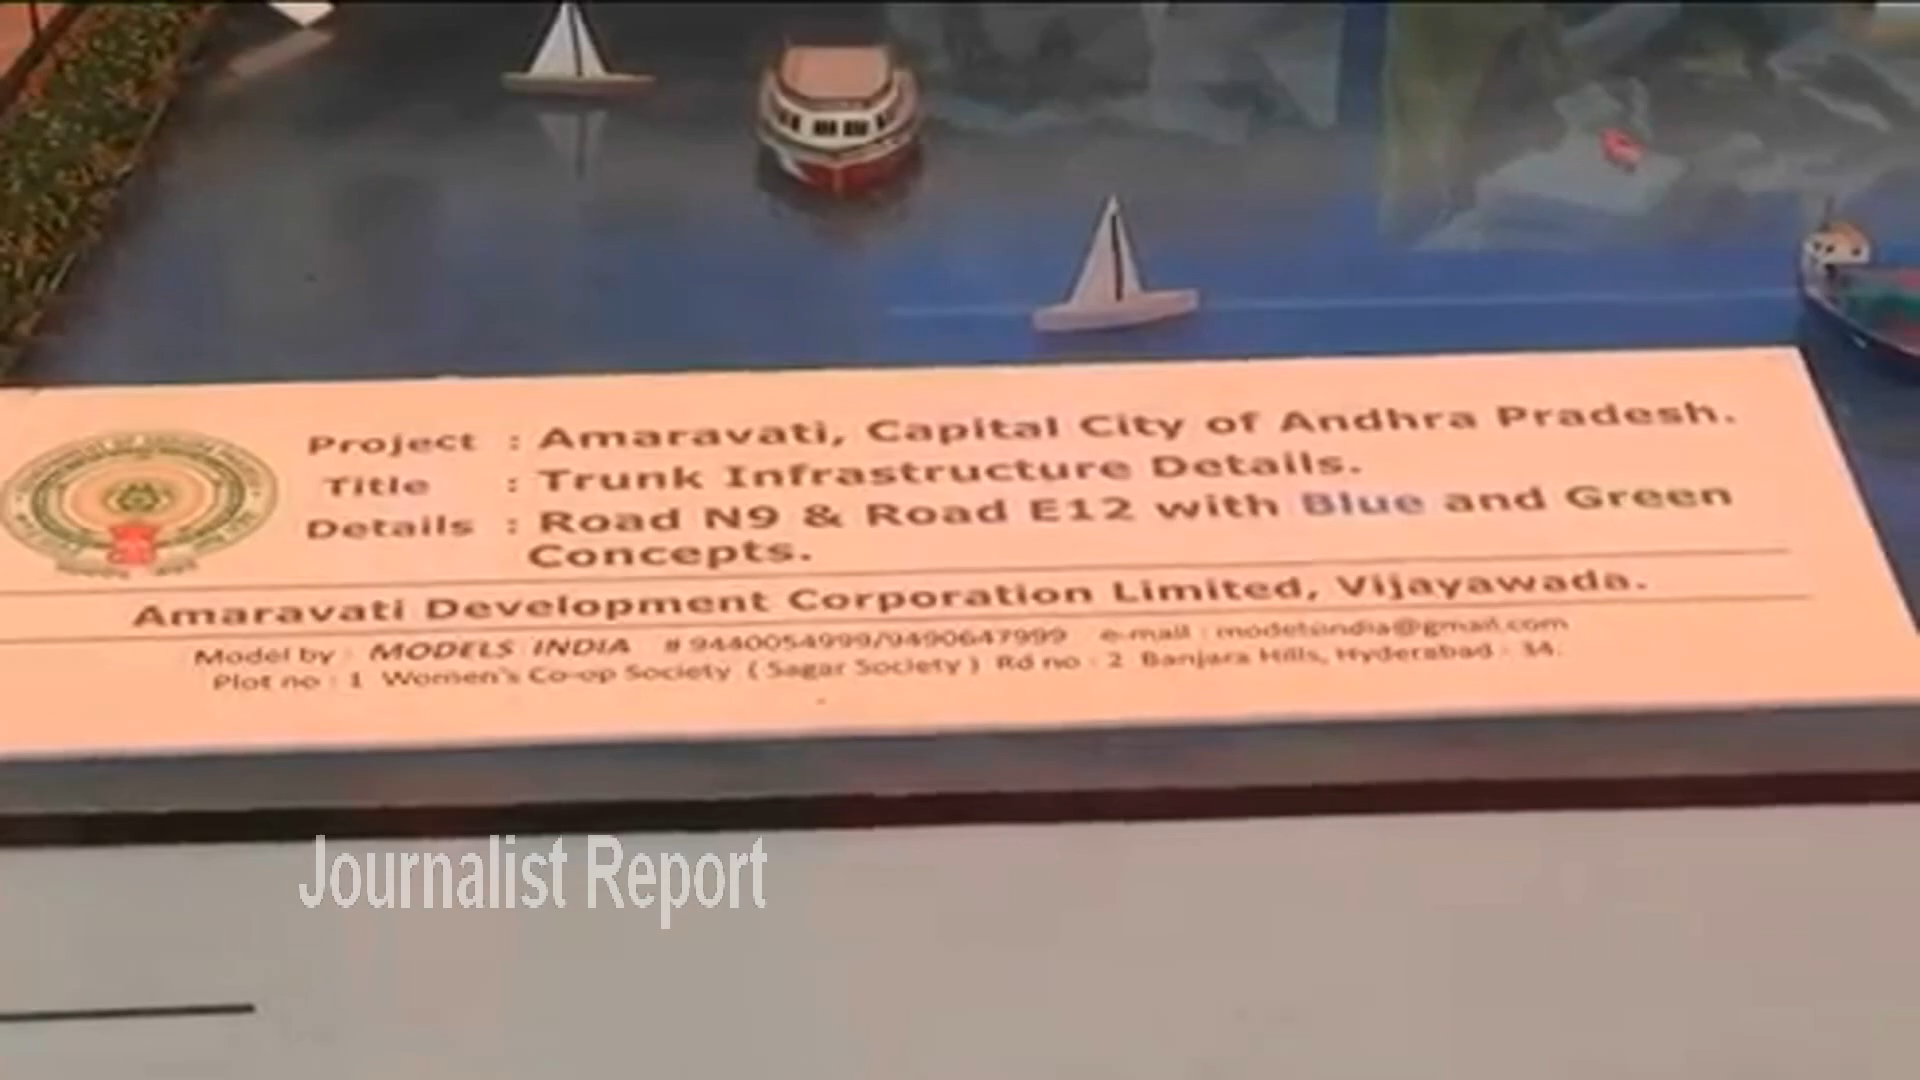 Project : Amaravati, Capital City of Andhra Pradesh.
Title : Trunk Infrastructure Details.
Details : Road N9 & Road E12 with Blue and Green
Concepts.
Amaravati Development Corporation Limited, Vijayawada.
Model by : MODELS INDIA # 9440054999/9490647999 e-mail : modelsindia@gmail.com
Plot no : 1 Women's Co-op Society ( Sagar Society ) Rd no : 2 Banjara Hills, Hyderabad - 34.
Journalist Report